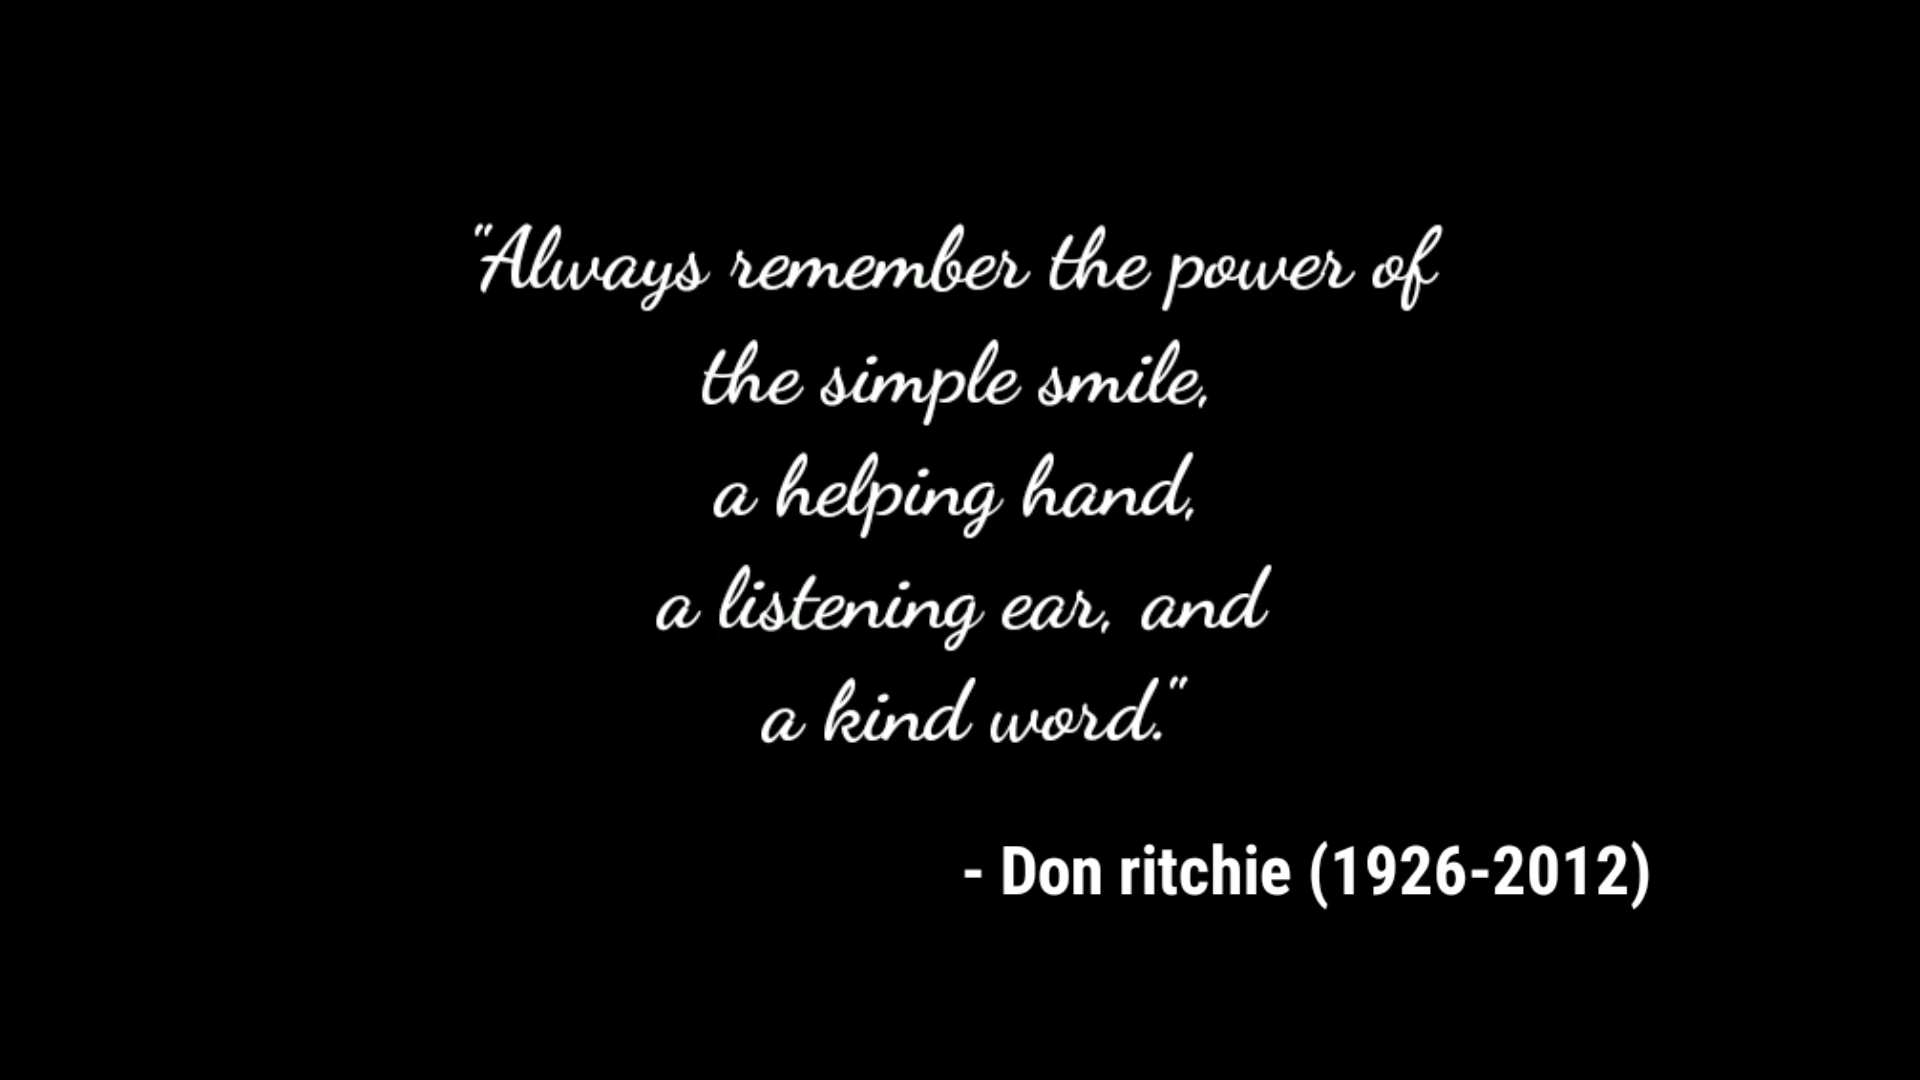 "Always remember the power of
the simple smile,
a helping hand,
a listening ear, and
a kind word."
- Don ritchie (1926-2012)